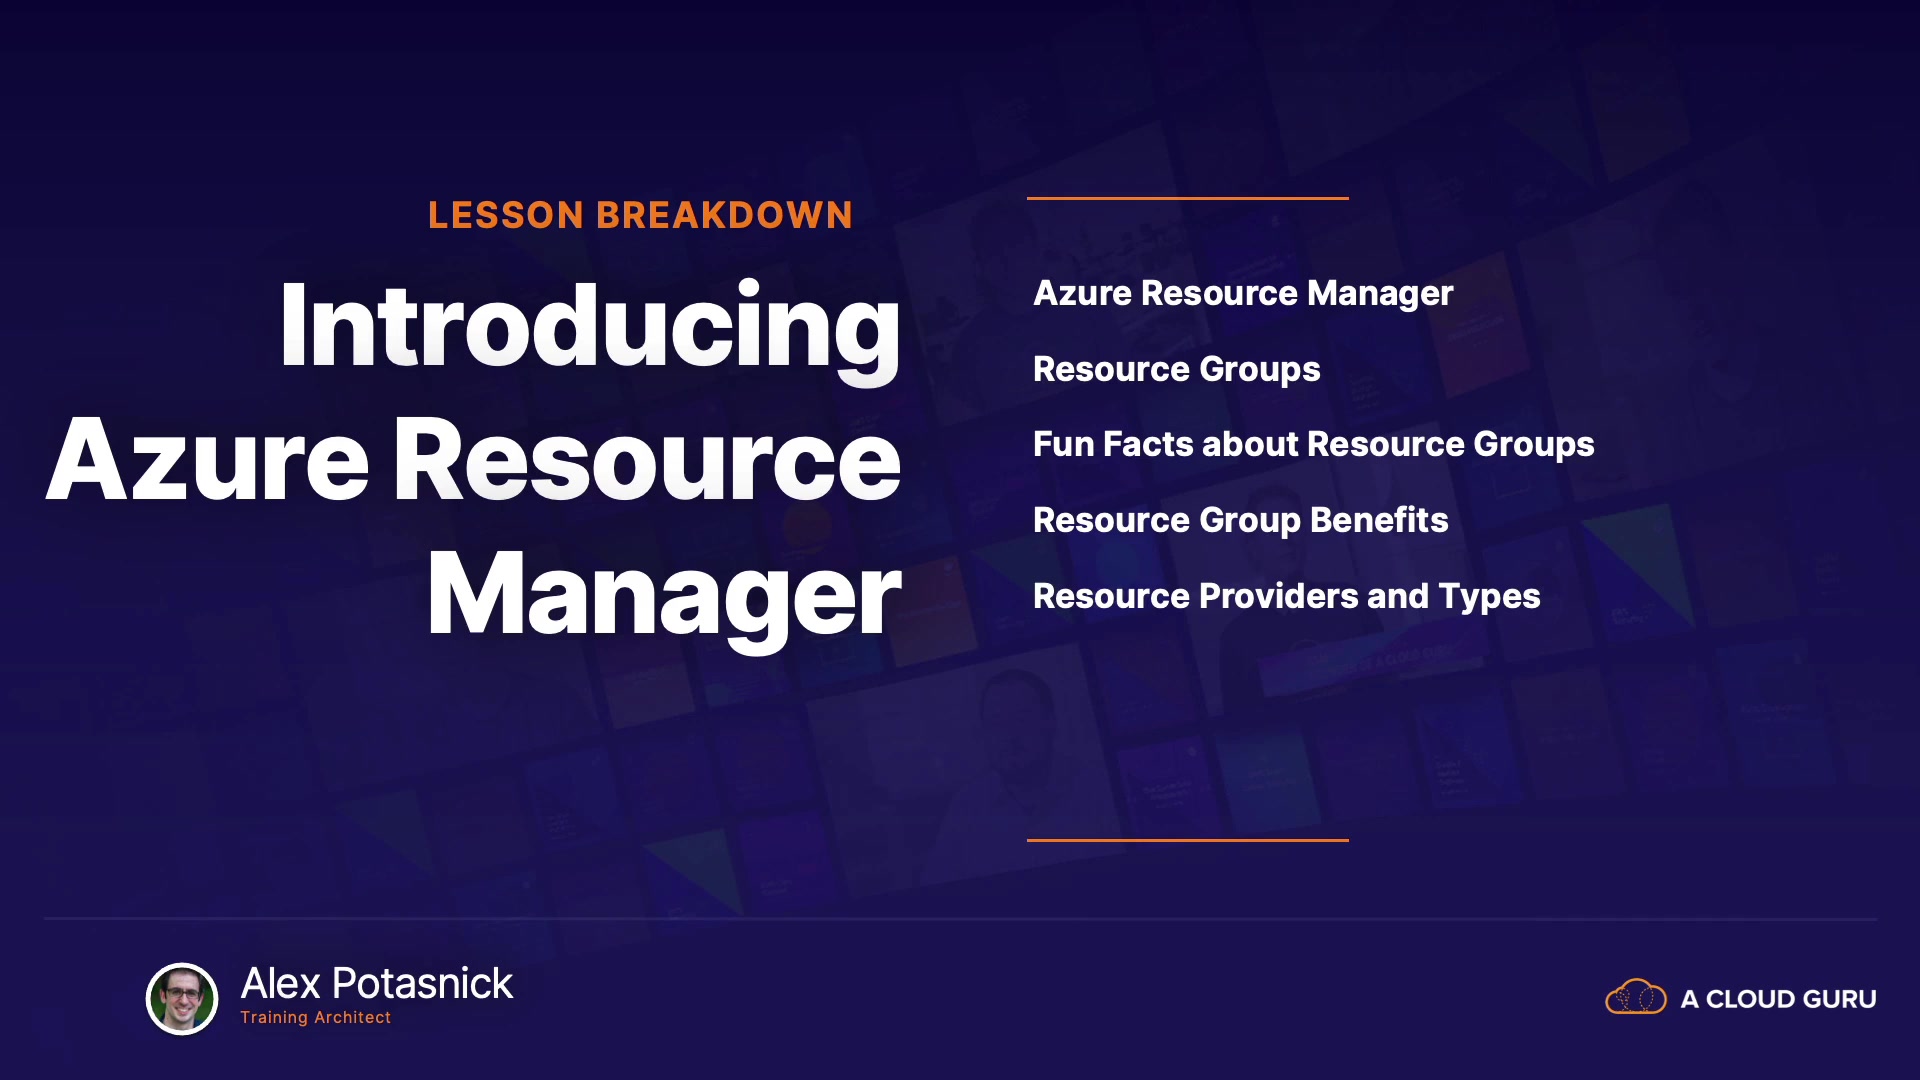 LESSON BREAKDOWN
Introducing
Azure Resource
Manager
Azure Resource Manager
Resource Groups
Fun Facts about Resource Groups
Resource Group Benefits
Resource Providers and Types
Alex Potasnick
Training Architect
A CLOUD GURU